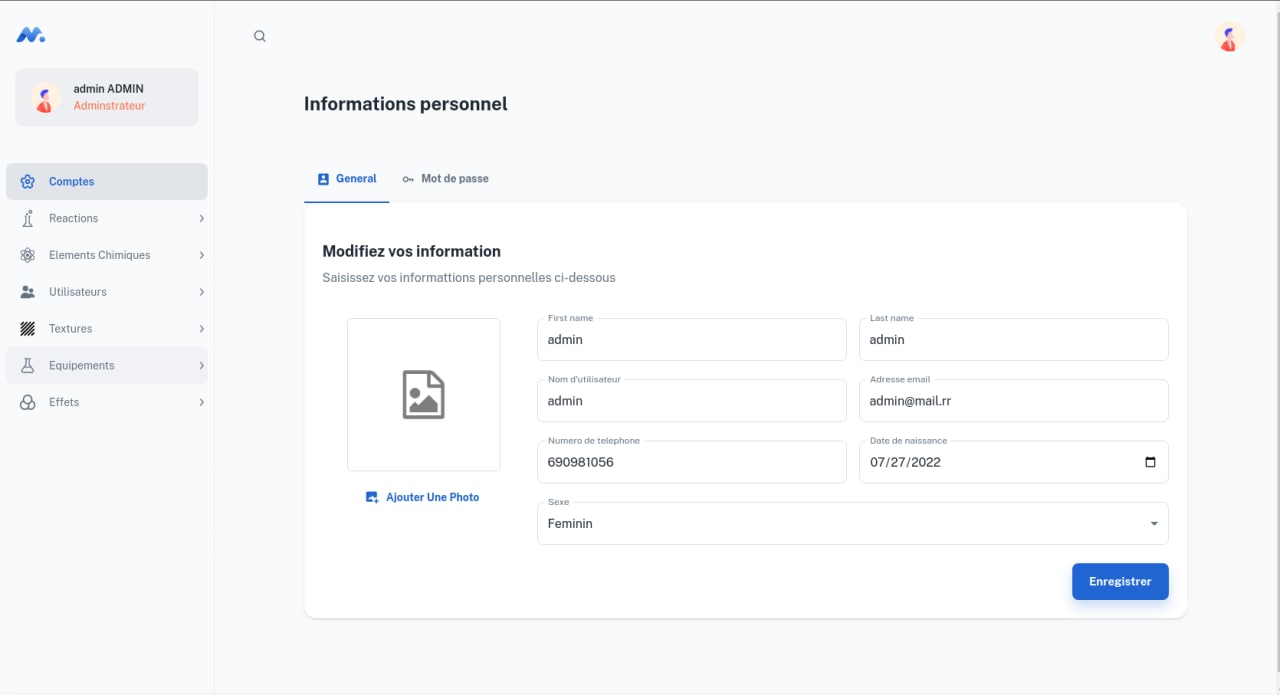 admin ADMIN
Adminstrateur
Comptes
Reactions
Elements Chimiques
Utilisateurs
Textures
Equipements
Effets
Informations personnel
General
Mot de passe
Modifiez vos information
Saisissez vos informattions personnelles ci-dessous
Ajouter Une Photo
First name
admin
Last name
admin
Nom d'utilisateur
admin
Adresse email
admin@mail.rr
Numero de telephone
690981056
Date de naissance
07/27/2022
Sexe
Feminin
Enregistrer